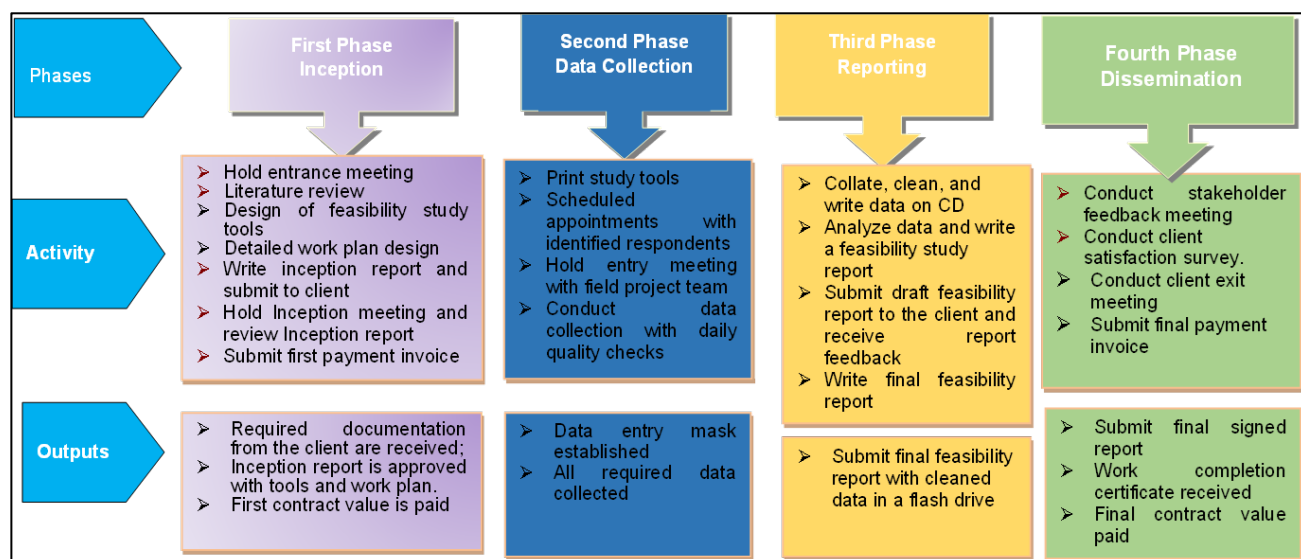 Phases
First Phase
Inception
Second Phase
Data Collection
Third Phase
Reporting
Fourth Phase
Dissemination
Activity
Hold entrance meeting
Literature review
Design of feasibility study
tools
Detailed work plan design
Write inception report and
submit to client
Hold Inception meeting and
review Inception report
Submit first payment invoice
Print study tools
Scheduled
appointments with
identified respondents
Hold entry meeting
with field project team
Conduct data
collection with daily
quality checks
Collate, clean, and
write data on CD
Analyze data and write
a feasibility study
report
Submit draft feasibility
report to the client and
receive report
feedback
Write final feasibility
report
Conduct stakeholder
feedback meeting
Conduct client
satisfaction survey.
Conduct client exit
meeting
Submit final payment
invoice
Outputs
Required documentation
from the client are received;
Inception report is approved
with tools and work plan.
First contract value is paid
Data entry mask
established
All required data
collected
Submit final feasibility
report with cleaned
data in a flash drive
Submit final signed
report
Work completion
certificate received
Final contract value
paid